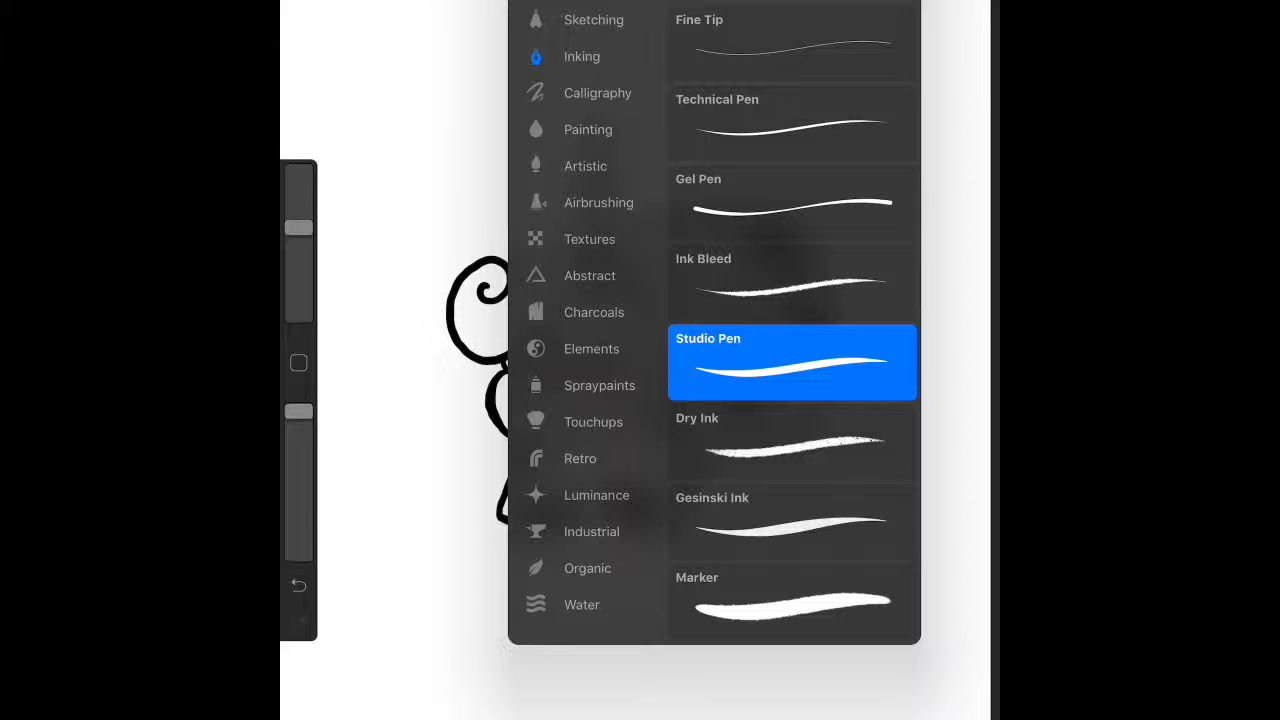 Sketching
Inking
Calligraphy
Painting
Artistic
Airbrushing
Textures
Abstract
Charcoals
Elements
Spraypaints
Touchups
Retro
Luminance
Industrial
Organic
Water
Fine Tip
Technical Pen
Gel Pen
Ink Bleed
Studio Pen
Dry Ink
Gesinski Ink
Marker